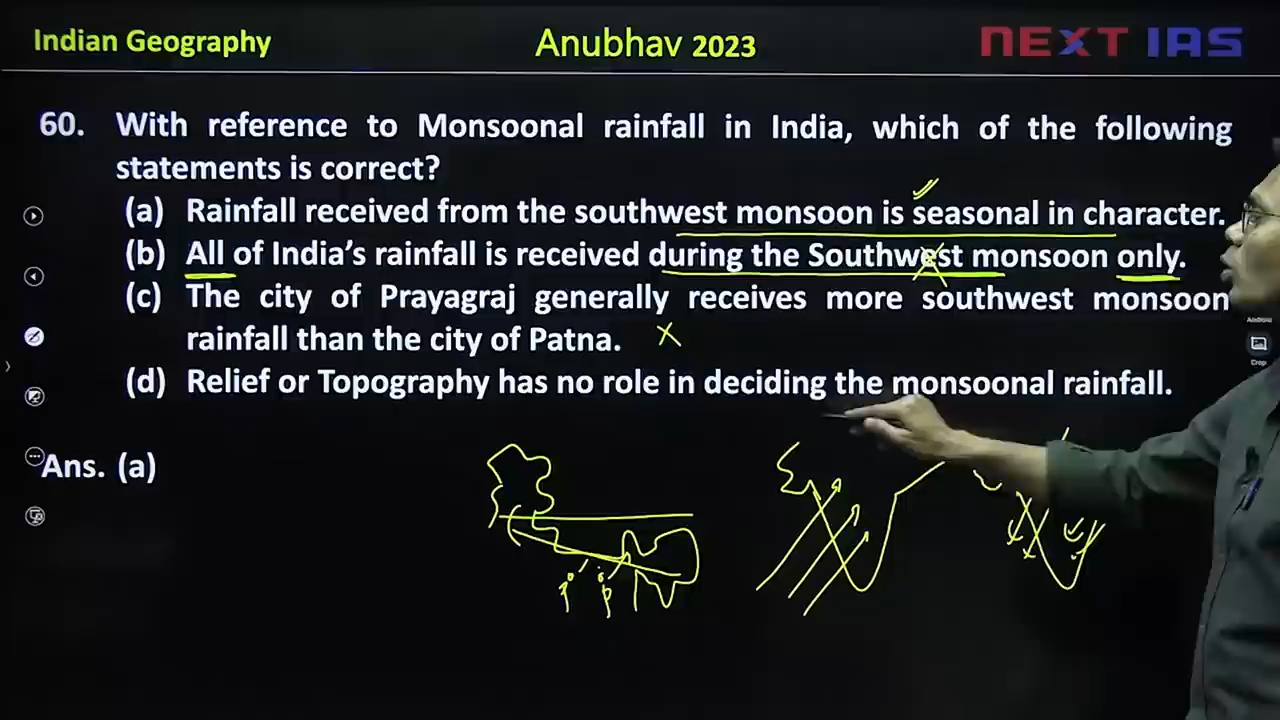 Indian Geography
Anubhav 2023
NEXT IAS
60. With reference to Monsoonal rainfall in India, which of the following
statements is correct?
(a) Rainfall received from the southwest monsoon is seasonal in character.
(b) All of India's rainfall is received during the Southwest monsoon only.
(c) The city of Prayagraj generally receives more southwest monsoon
rainfall than the city of Patna.
(d) Relief or Topography has no role in deciding the monsoonal rainfall.
Ans. (a)
Crop
P P